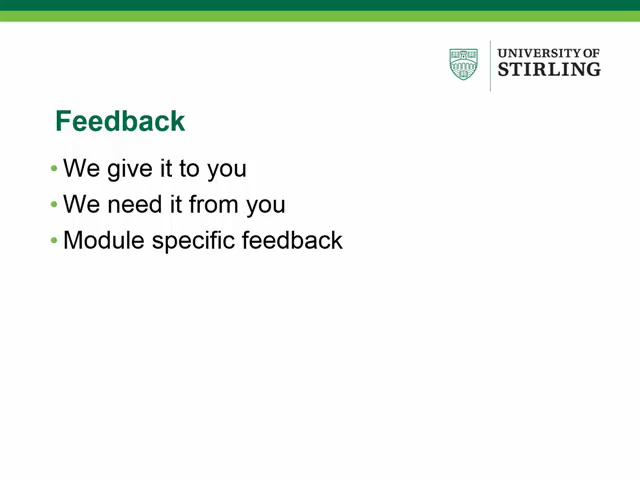 UNIVERSITY OF
STIRLING
Feedback
• We give it to you
• We need it from you
• Module specific feedback